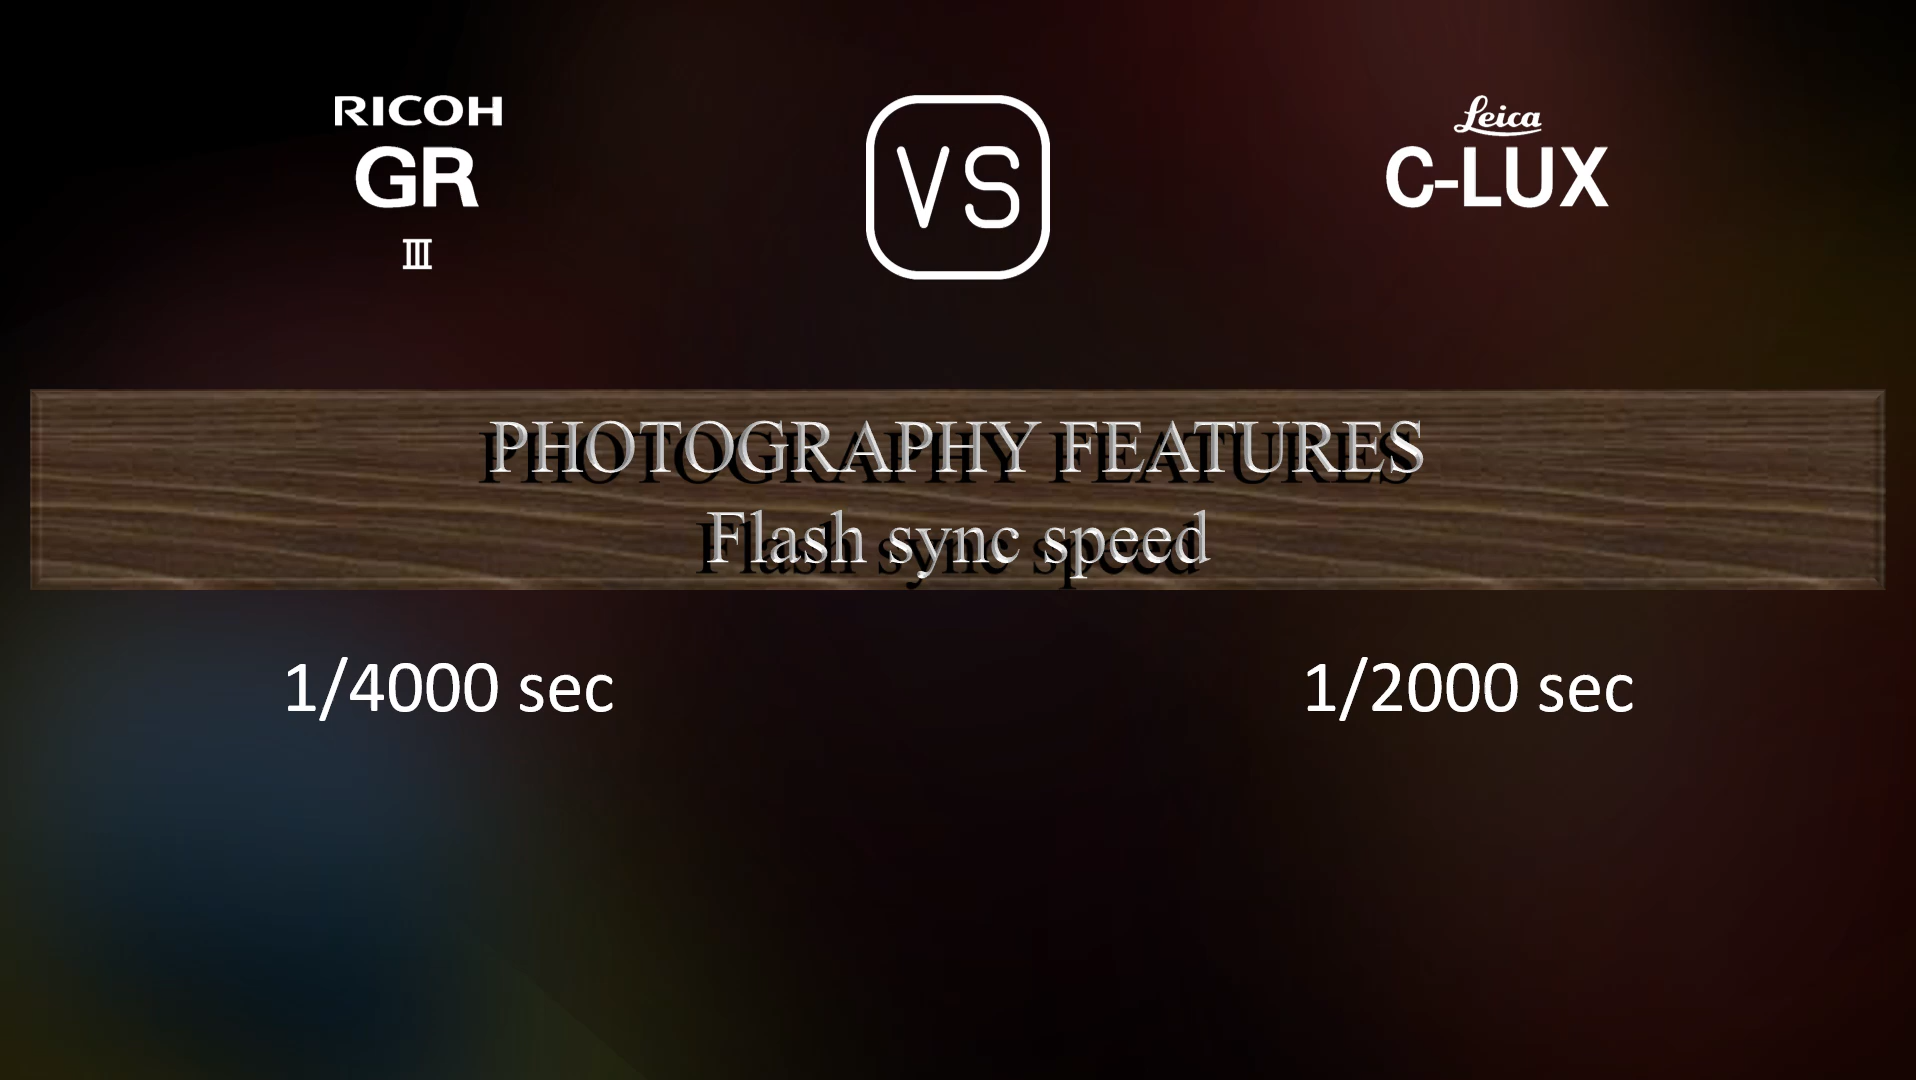 RICOH
GR
III
VS
Leica
C-LUX
PHOTOGRAPHY FEATURES
Flash sync speed
1/4000 sec
1/2000 sec